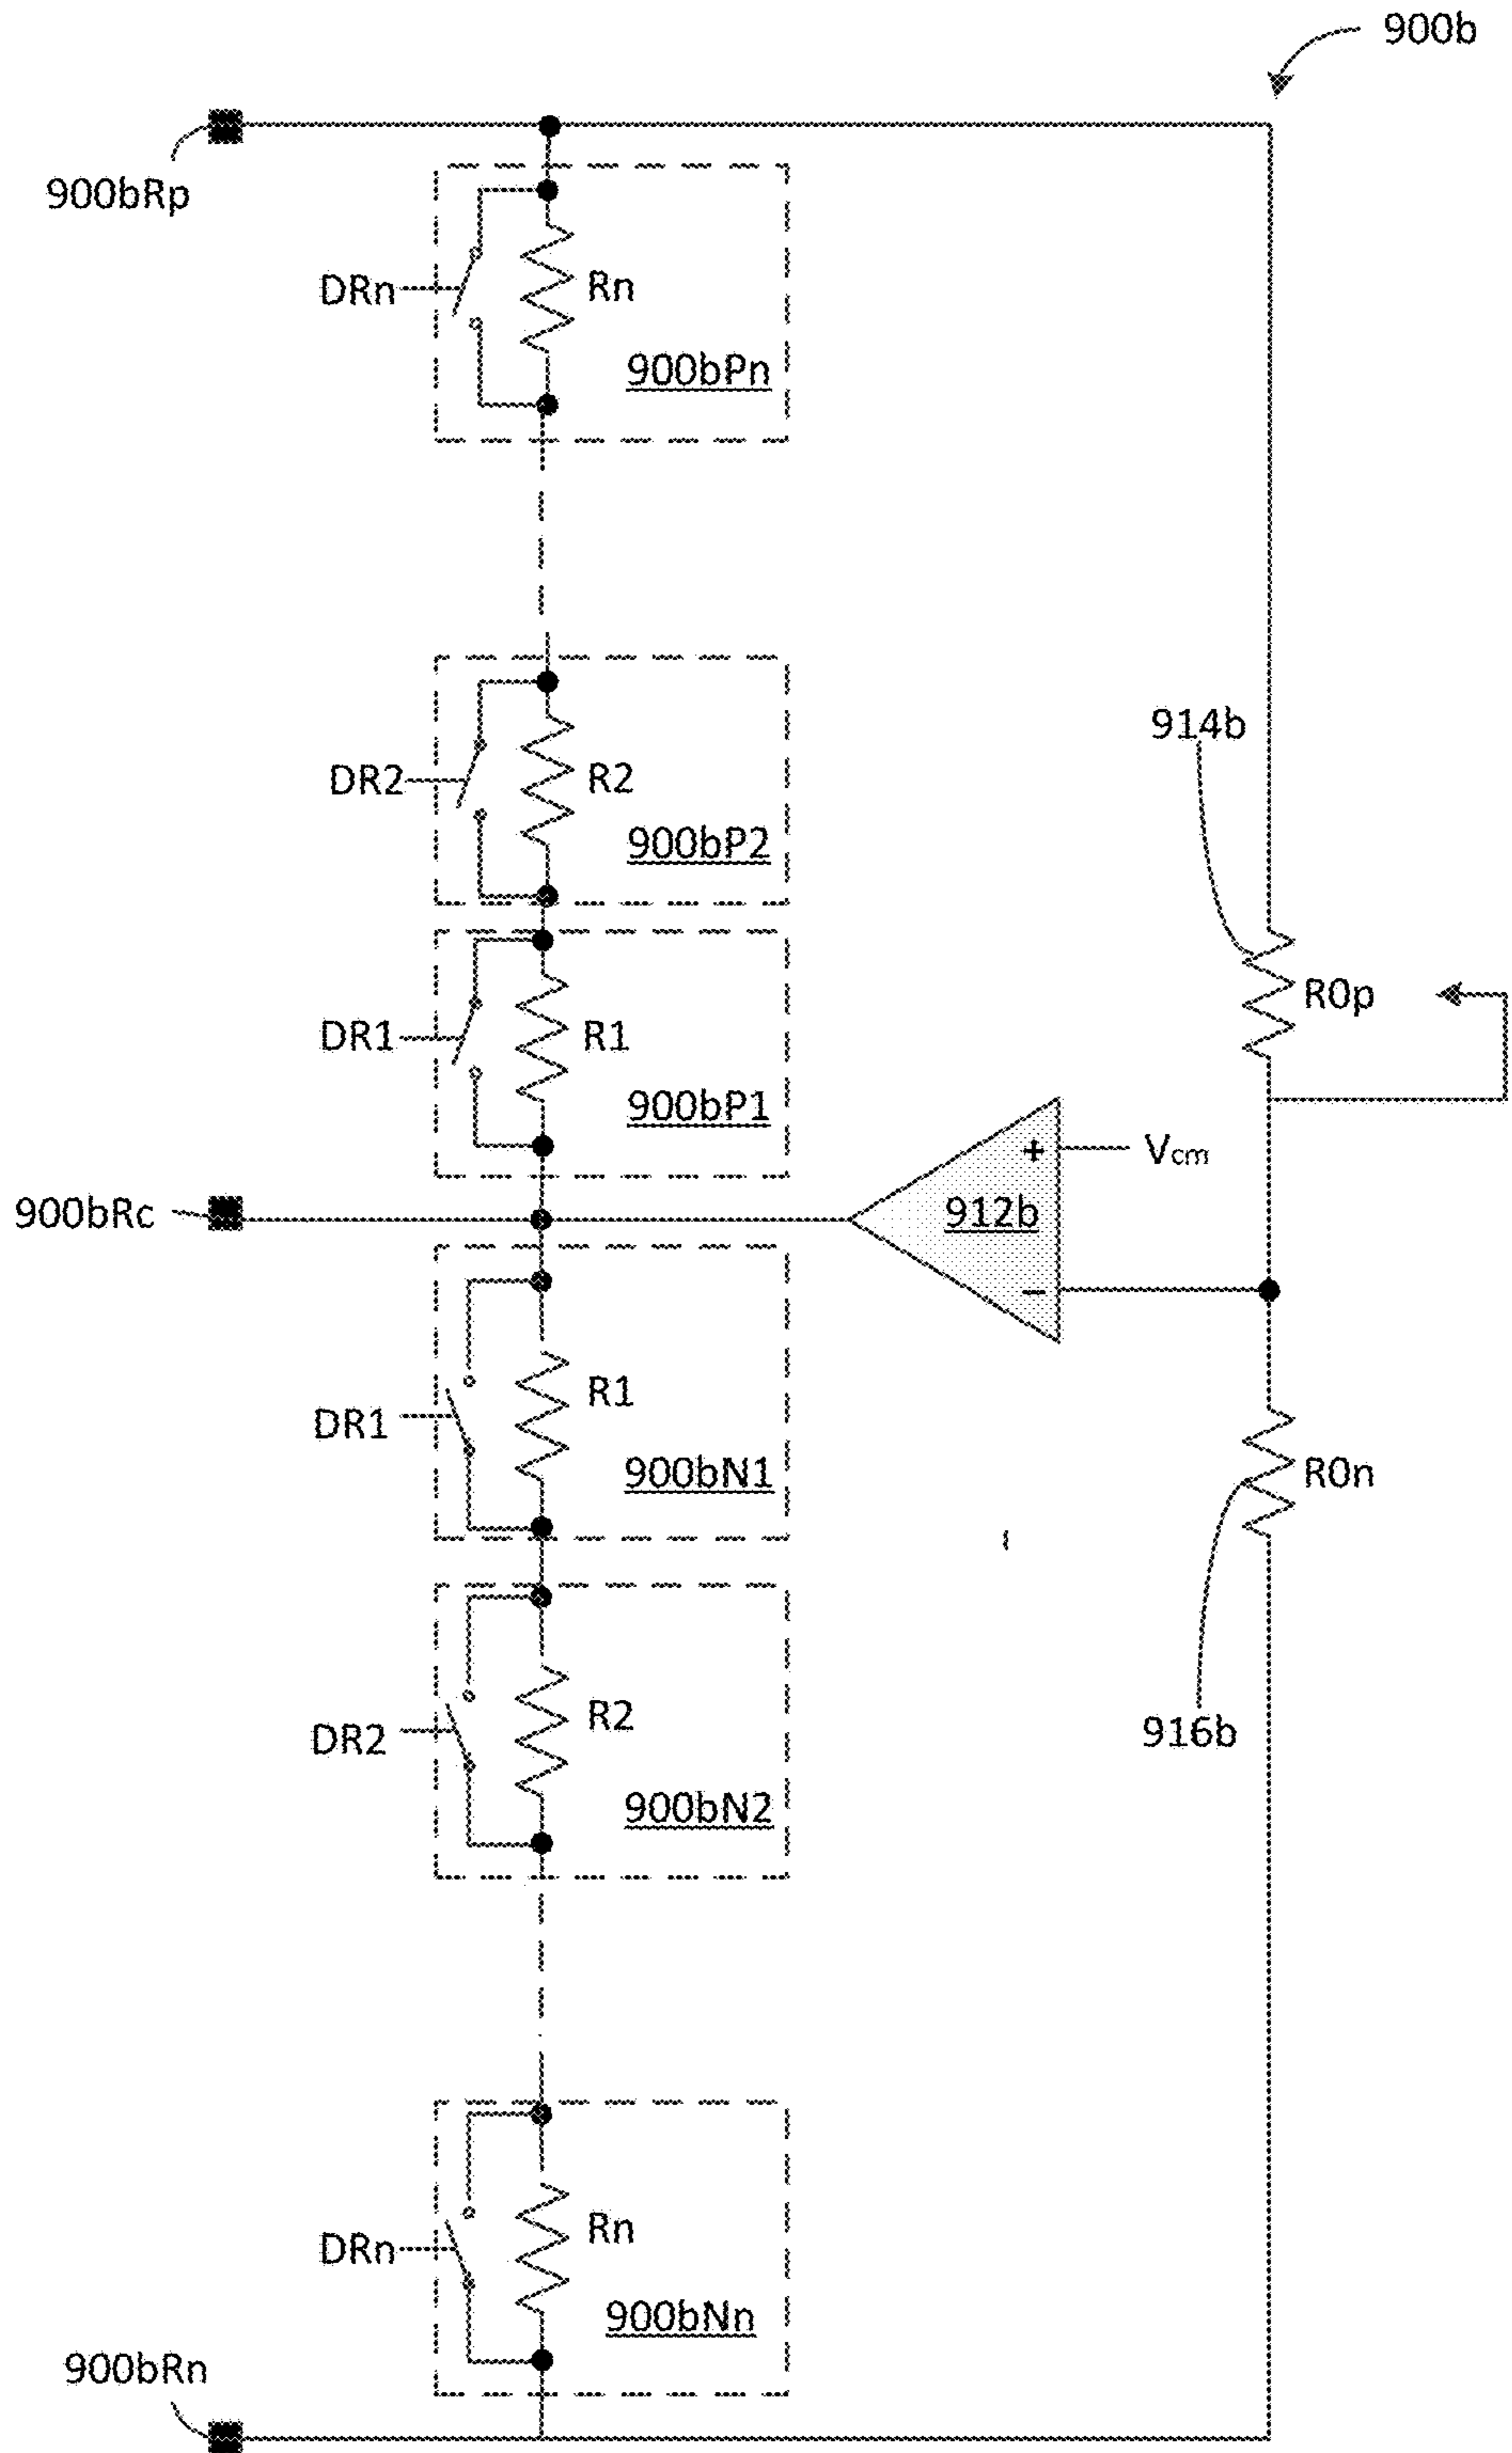 900b
900bRp
DRn
Rn
900bPn
914b
DR2
R2
900bP2
R0p
DR1
R1
900bP1
+
Vcm
900bRc
912b
−
R1
DR1
900bN1
R0n
R2
DR2
916b
900bN2
Rn
DRn
900bNn
900bRn